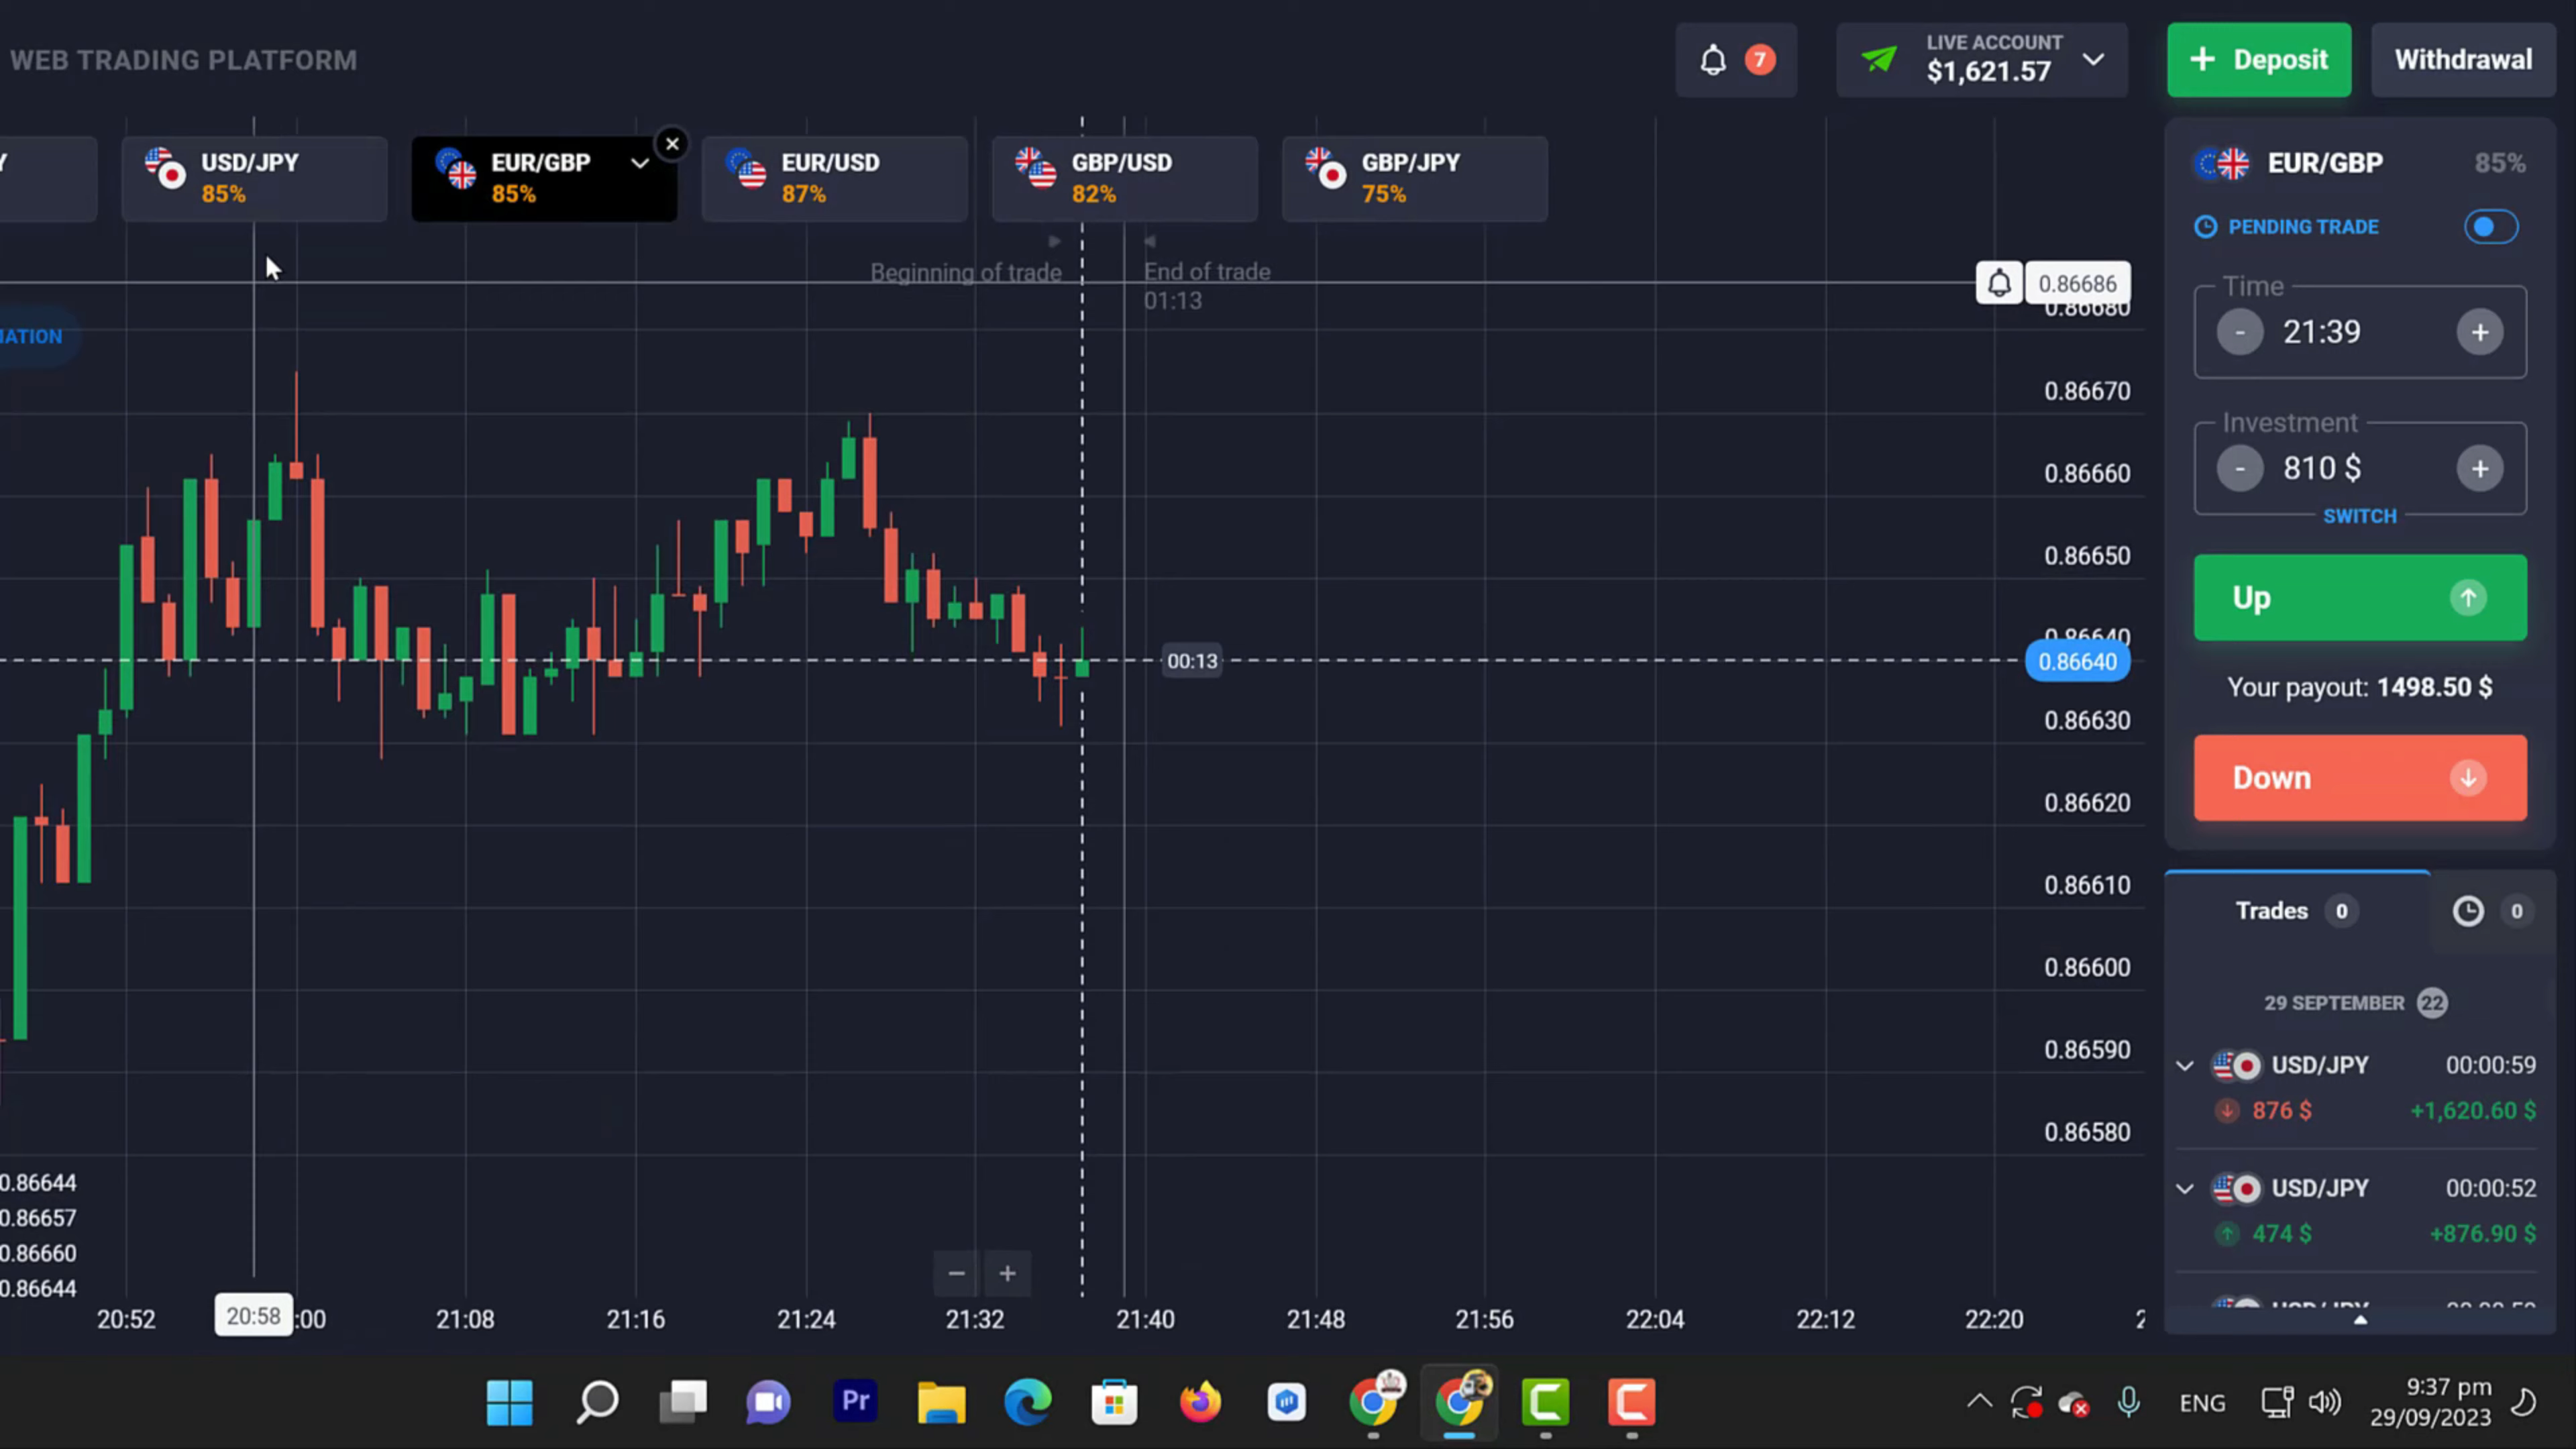 WEB TRADING PLATFORM
7
LIVE ACCOUNT
$1,621.57
+ Deposit
Withdrawal
Y
USD/JPY
85%
EUR/GBP
85%
EUR/USD
87%
GBP/USD
82%
GBP/JPY
75%
Beginning of trade
End of trade
01:13
MATION
0.86686
0.86680
0.86670
0.86660
0.86650
0.86640
00:13
0.86640
0.86630
0.86620
0.86610
0.86600
0.86590
0.86580
0.86644
0.86657
0.86660
0.86644
− +
20:52
20:58
:00
21:08
21:16
21:24
21:32
21:40
21:48
21:56
22:04
22:12
22:20
2
EUR/GBP 85%
PENDING TRADE
Time
- 21:39 +
Investment
- 810 $ +
SWITCH
Up
Your payout: 1498.50 $
Down
Trades 0
0
29 SEPTEMBER 22
USD/JPY 00:00:59
876 $ +1,620.60 $
USD/JPY 00:00:52
474 $ +876.90 $
USD/JPY
Pr
ENG
9:37 pm
29/09/2023